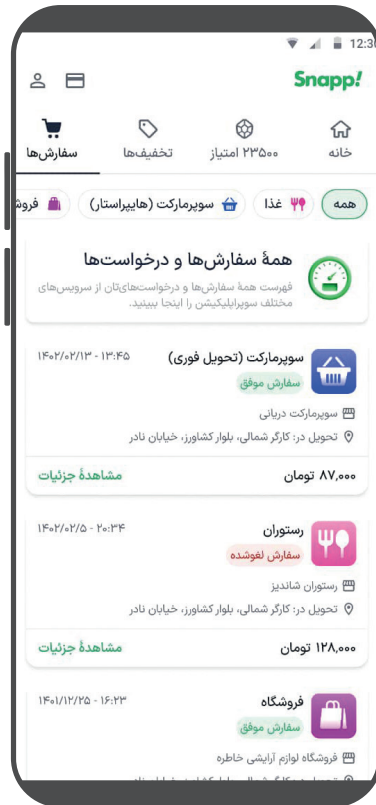 12:30
Snapp!
خانه
۲۳۵۰۰ امتیاز
تخفیف‌ها
سفارش‌ها
همه
غذا
سوپرمارکت (هایپراستار)
فروش
همهٔ سفارش‌ها و درخواست‌ها
فهرست همهٔ سفارش‌ها و درخواست‌های‌تان از سرویس‌های
مختلف سوپراپلیکیشن را اینجا ببینید.
سوپرمارکت (تحویل فوری)
۱۴۰۲/۰۲/۱۳ - ۱۳:۴۵
سفارش موفق
سوپرمارکت دریانی
تحویل در: کارگر شمالی، بلوار کشاورز، خیابان نادر
۸۷,۰۰۰ تومان
مشاهدهٔ جزئیات
رستوران
۱۴۰۲/۰۲/۵ - ۲۰:۳۴
سفارش لغوشده
رستوران شاندیز
تحویل در: کارگر شمالی، بلوار کشاورز، خیابان نادر
۱۲۸,۰۰۰ تومان
مشاهدهٔ جزئیات
فروشگاه
۱۴۰۱/۱۲/۲۵ - ۱۶:۲۳
سفارش موفق
فروشگاه لوازم آرایشی خاطره